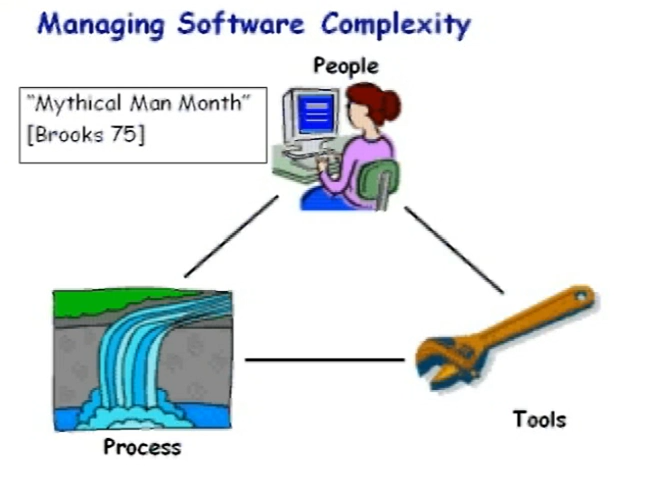 Managing Software Complexity
People
"Mythical Man Month"
[Brooks 75]
Process
Tools